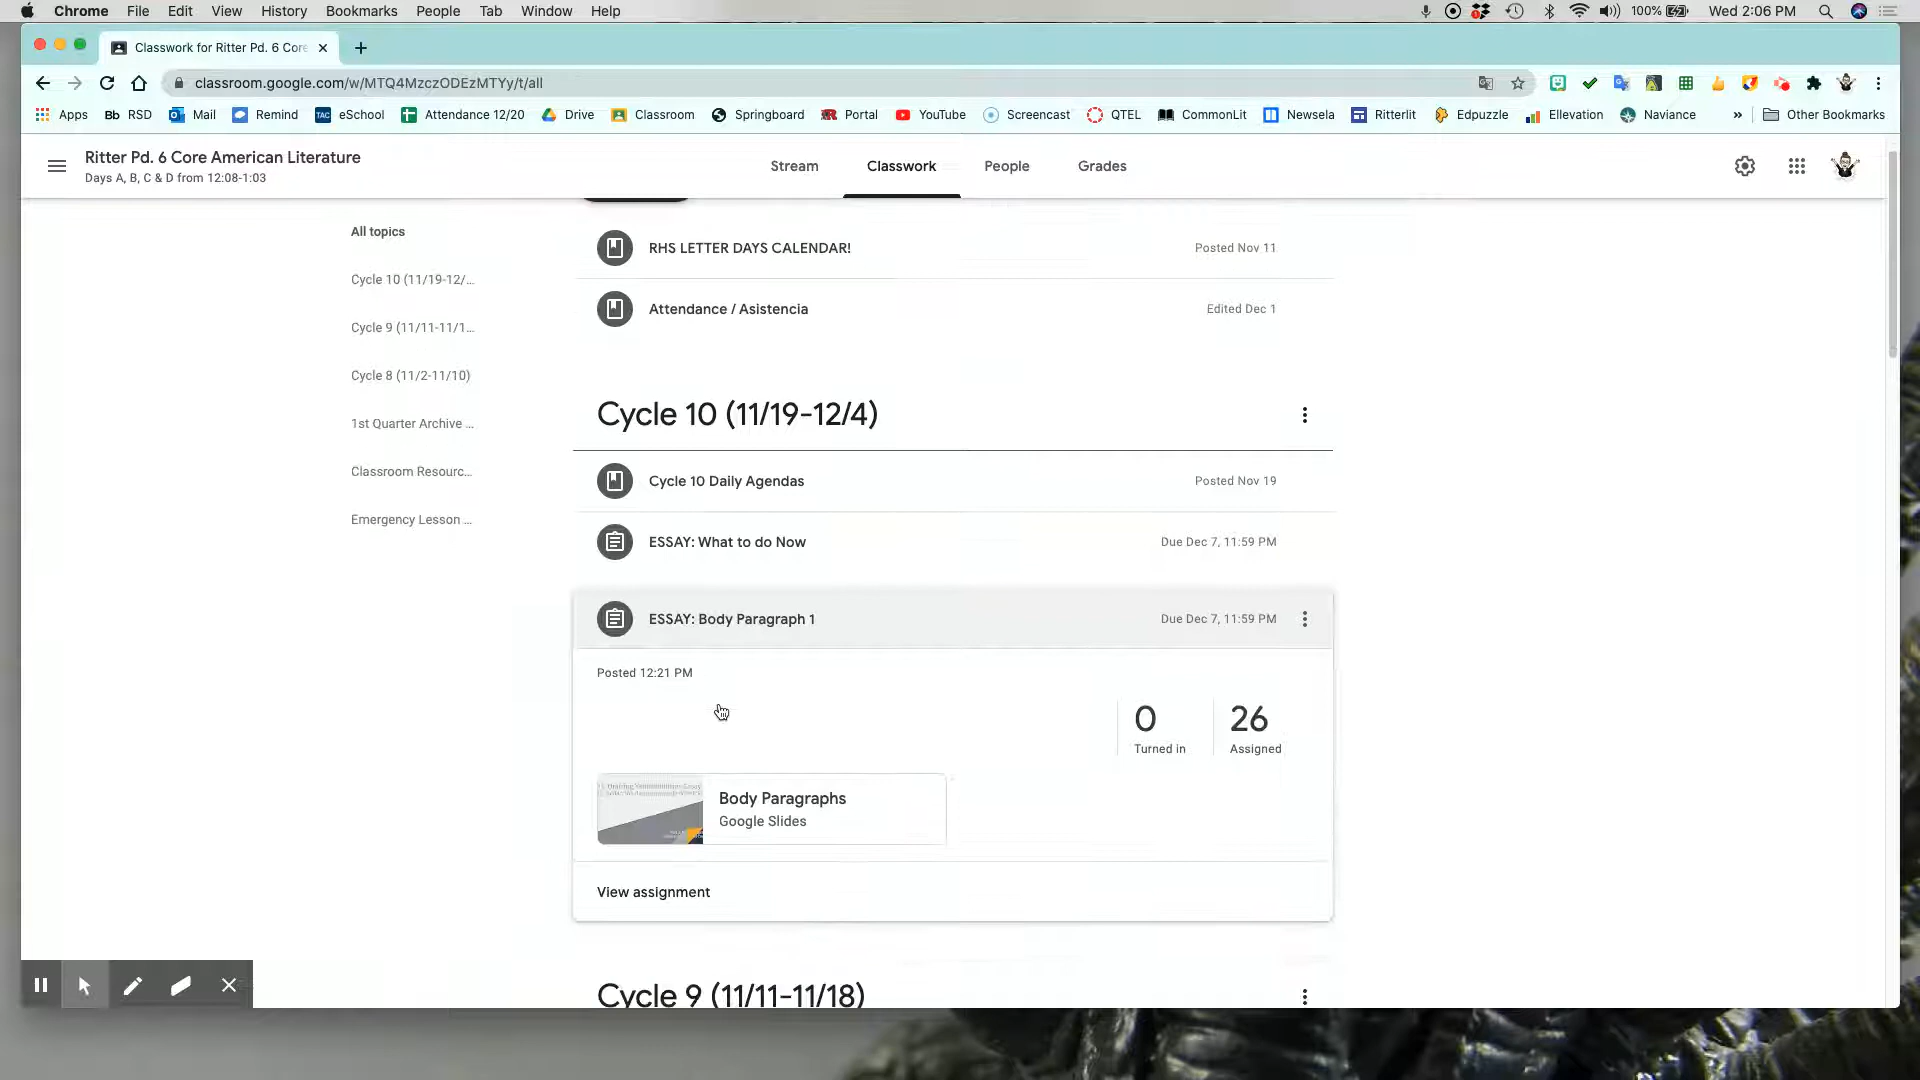 Chrome File Edit View History Bookmarks People Tab Window Help 100% Wed 2:06 PM
Classwork for Ritter Pd. 6 Core
classroom.google.com/w/MTQ4MzczODEzMTYy/t/all
Apps Bb RSD Mail Remind TAC eSchool Attendance 12/20 Drive Classroom Springboard Portal YouTube Screencast QTEL CommonLit Newsela Ritterlit Edpuzzle Ellevation Naviance » Other Bookmarks
Ritter Pd. 6 Core American Literature
Days A, B, C & D from 12:08-1:03
Stream Classwork People Grades
All topics
Cycle 10 (11/19-12/...
Cycle 9 (11/11-11/1...
Cycle 8 (11/2-11/10)
1st Quarter Archive ...
Classroom Resourc...
Emergency Lesson ...
RHS LETTER DAYS CALENDAR! Posted Nov 11
Attendance / Asistencia Edited Dec 1
Cycle 10 (11/19-12/4)
Cycle 10 Daily Agendas Posted Nov 19
ESSAY: What to do Now Due Dec 7, 11:59 PM
ESSAY: Body Paragraph 1 Due Dec 7, 11:59 PM
Posted 12:21 PM
0 26
Turned in Assigned
Body Paragraphs
Google Slides
View assignment
Cycle 9 (11/11-11/18)